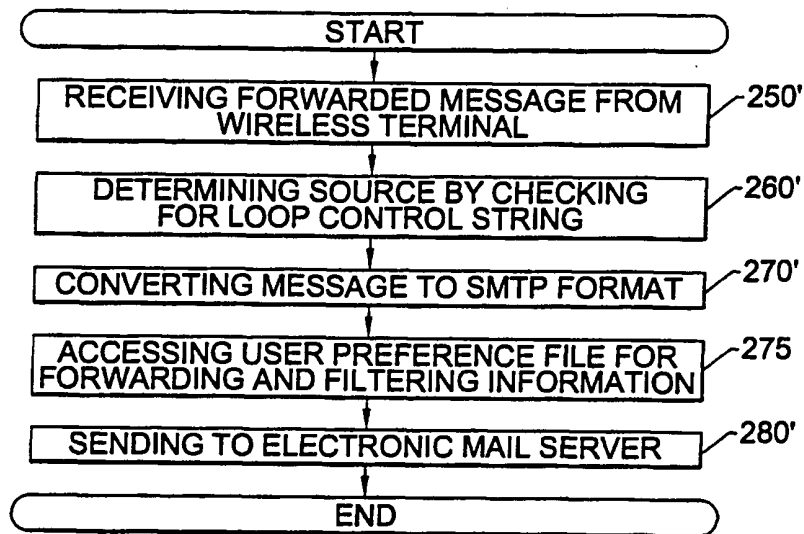 START
RECEIVING FORWARDED MESSAGE FROM
WIRELESS TERMINAL
250'
DETERMINING SOURCE BY CHECKING
FOR LOOP CONTROL STRING
260'
CONVERTING MESSAGE TO SMTP FORMAT
270'
ACCESSING USER PREFERENCE FILE FOR
FORWARDING AND FILTERING INFORMATION
275
SENDING TO ELECTRONIC MAIL SERVER
280'
END